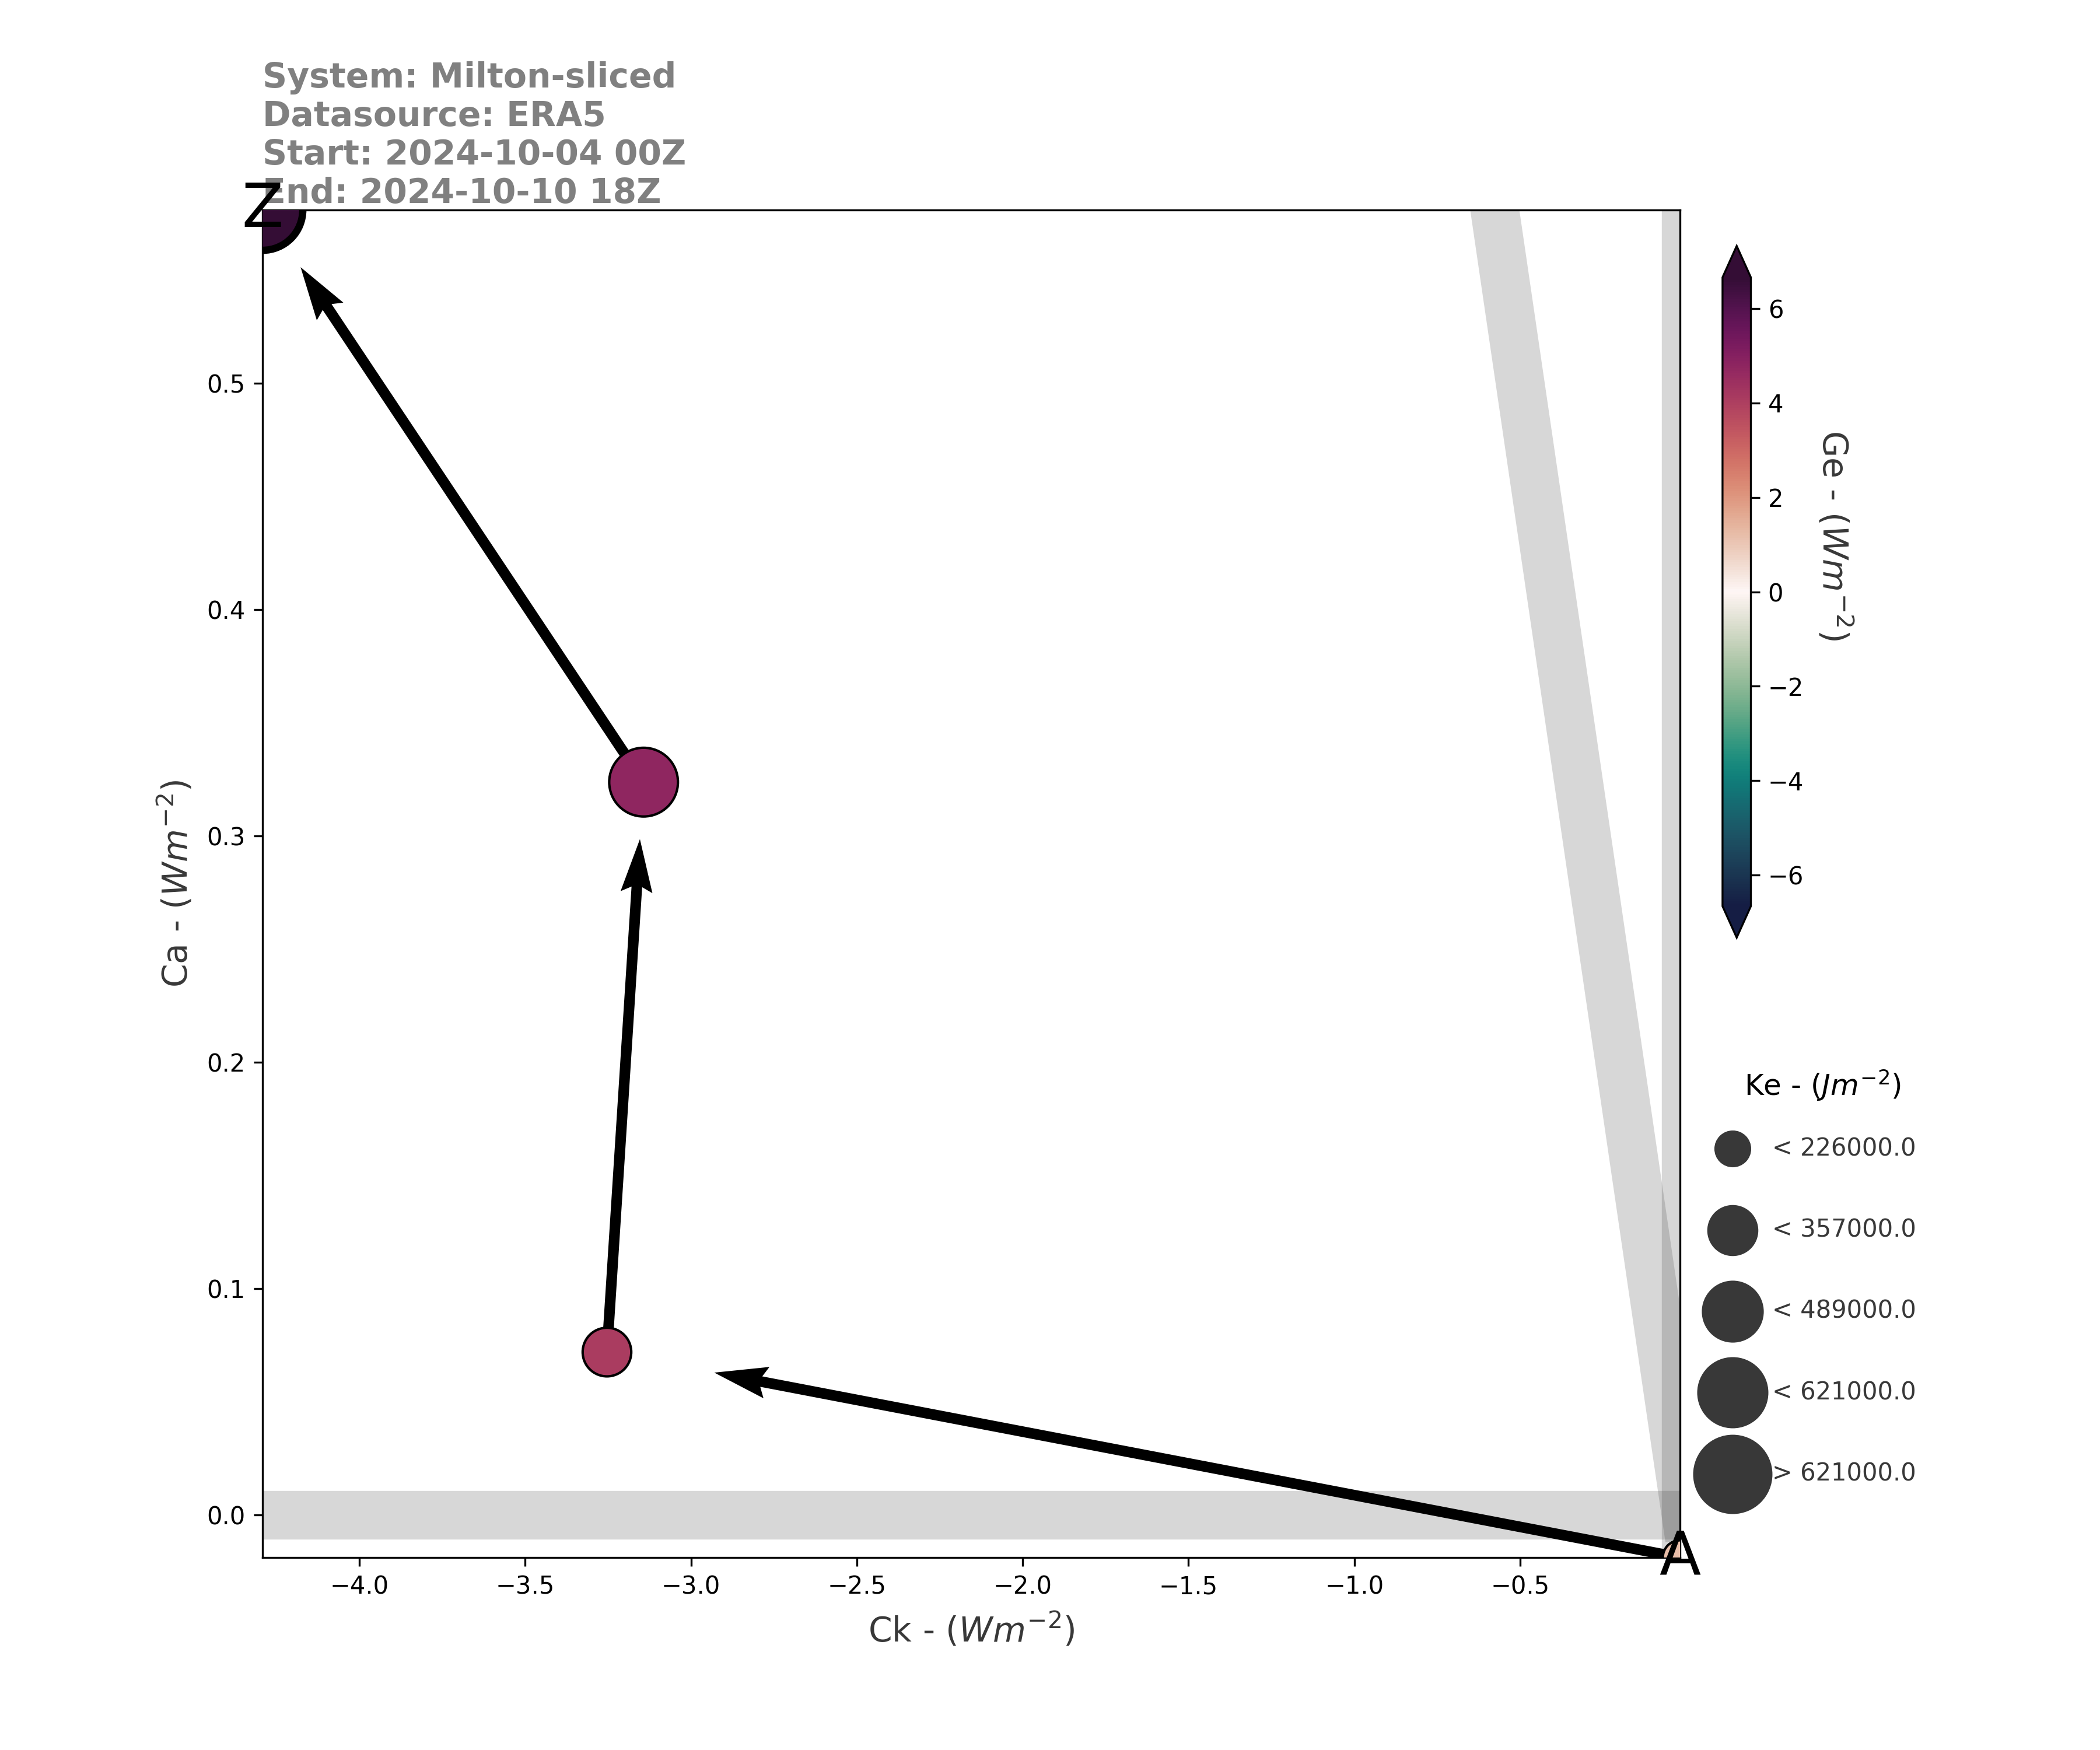 System: Milton-sliced
Datasource: ERA5
Start: 2024-10-04 00Z
End: 2024-10-10 18Z
Z
A
0.5
0.4
0.3
0.2
0.1
0.0
Ca - (Wm⁻²)
−4.0 −3.5 −3.0 −2.5 −2.0 −1.5 −1.0 −0.5
Ck - (Wm⁻²)
6
4
2
0
−2
−4
−6
Ge - (Wm⁻²)
Ke - (Jm⁻²)
< 226000.0
< 357000.0
< 489000.0
< 621000.0
> 621000.0